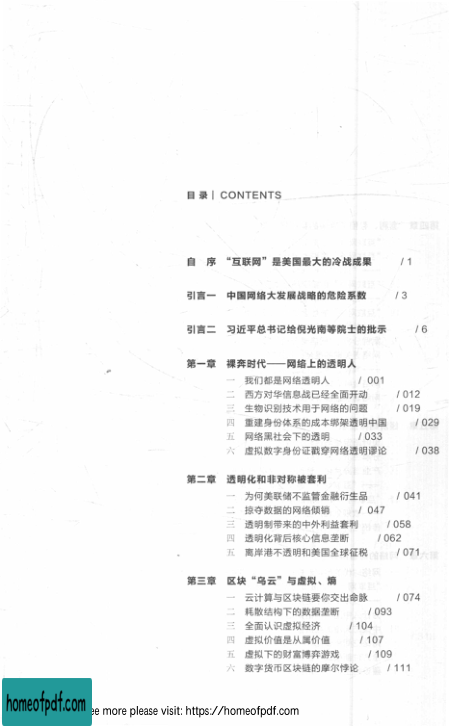 目 录 | CONTENTS
自 序 “互联网”是美国最大的冷战成果 / 1
引言一 中国网络大发展战略的危险系数 / 3
引言二 习近平总书记给倪光南等院士的批示 / 6
第一章 裸奔时代——网络上的透明人
一 我们都是网络透明人 / 001
二 西方对华信息战已经全面开动 / 012
三 生物识别技术用于网络的问题 / 019
四 重建身份体系的成本绑架透明中国 / 029
五 网络黑社会下的透明 / 033
六 虚拟数字身份证戳穿网络透明谬论 / 038
第二章 透明化和非对称被套利
一 为何美联储不监管金融衍生品 / 041
二 掠夺数据的网络倾销 / 047
三 透明制带来的中外利益套利 / 058
四 透明化背后核心信息垄断 / 062
五 离岸港不透明和美国全球征税 / 071
第三章 区块“乌云”与虚拟、熵
一 云计算与区块链要你交出命脉 / 074
二 耗散结构下的数据垄断 / 093
三 全面认识虚拟经济 / 104
四 虚拟价值是从属价值 / 107
五 虚拟下的财富博弈游戏 / 109
六 数字货币区块链的摩尔悖论 / 111
homeofpdf.com
ee more please visit: https://homeofpdf.com